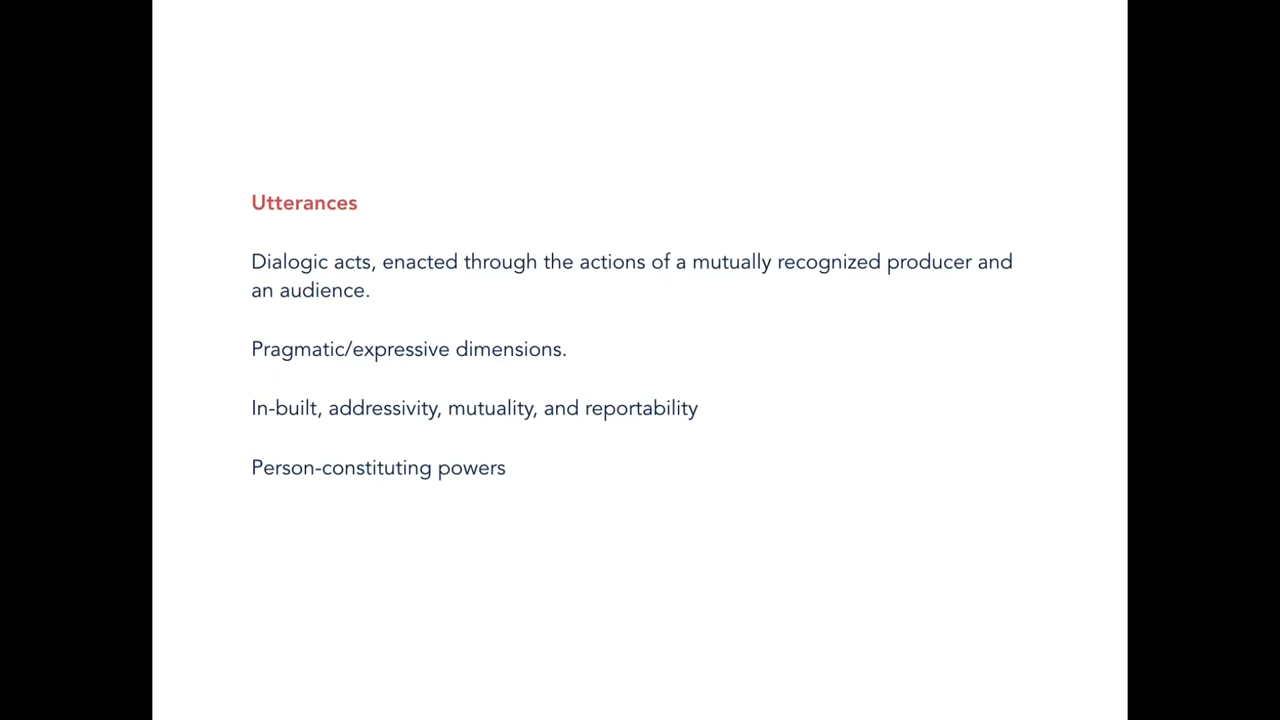 Utterances
Dialogic acts, enacted through the actions of a mutually recognized producer and
an audience.
Pragmatic/expressive dimensions.
In-built, addressivity, mutuality, and reportability
Person-constituting powers